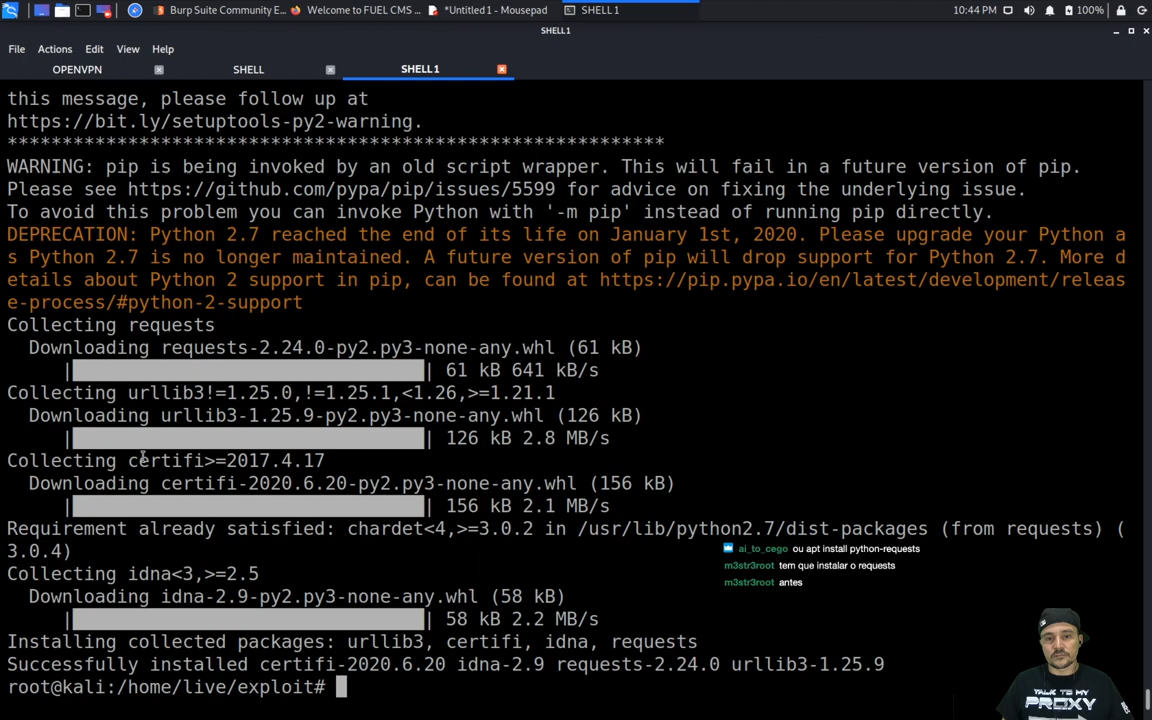 Burp Suite Community E...
Welcome to FUEL CMS ...
*Untitled 1 - Mousepad
SHELL1
10:44 PM
100%
SHELL1
File Actions Edit View Help
OPENVPN
SHELL
SHELL1
this message, please follow up at
https://bit.ly/setuptools-py2-warning.
*************************************************************
WARNING: pip is being invoked by an old script wrapper. This will fail in a future version of pip.
Please see https://github.com/pypa/pip/issues/5599 for advice on fixing the underlying issue.
To avoid this problem you can invoke Python with '-m pip' instead of running pip directly.
DEPRECATION: Python 2.7 reached the end of its life on January 1st, 2020. Please upgrade your Python a
s Python 2.7 is no longer maintained. A future version of pip will drop support for Python 2.7. More d
etails about Python 2 support in pip, can be found at https://pip.pypa.io/en/latest/development/releas
e-process/#python-2-support
Collecting requests
Downloading requests-2.24.0-py2.py3-none-any.whl (61 kB)
| | 61 kB 641 kB/s
Collecting urllib3!=1.25.0,!=1.25.1,<1.26,>=1.21.1
Downloading urllib3-1.25.9-py2.py3-none-any.whl (126 kB)
| | 126 kB 2.8 MB/s
Collecting certifi>=2017.4.17
Downloading certifi-2020.6.20-py2.py3-none-any.whl (156 kB)
| | 156 kB 2.1 MB/s
Requirement already satisfied: chardet<4,>=3.0.2 in /usr/lib/python2.7/dist-packages (from requests) (
3.0.4)
ai_to_cego ou apt install python-requests
m3str3root tem que instalar o requests
m3str3root antes
Collecting idna<3,>=2.5
Downloading idna-2.9-py2.py3-none-any.whl (58 kB)
| | 58 kB 2.2 MB/s
Installing collected packages: urllib3, certifi, idna, requests
Successfully installed certifi-2020.6.20 idna-2.9 requests-2.24.0 urllib3-1.25.9
root@kali:/home/live/exploit#
TALK TO MY
PROXY